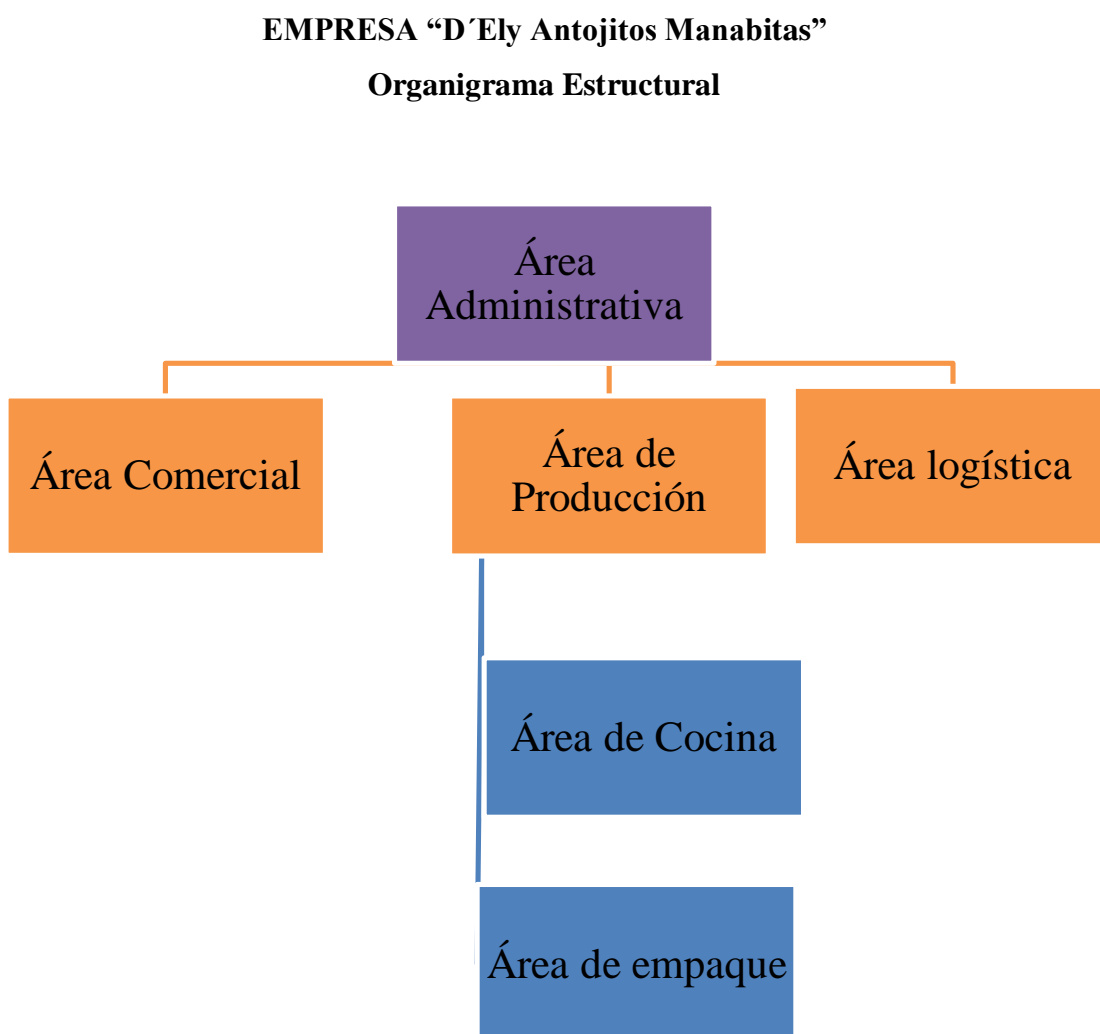 EMPRESA “D´Ely Antojitos Manabitas”
Organigrama Estructural
Área
Administrativa
Área Comercial
Área de
Producción
Área logística
Área de Cocina
Área de empaque